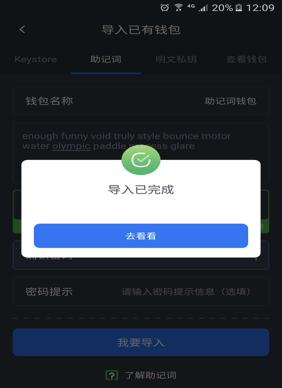 4G 20% 12:09
导入已有钱包
Keystore 助记词 明文私钥 查看钱包
钱包名称 助记词钱包
enough funny void truly style bounce motor
water olympic paddle glare
导入已完成
去看看
密码提示 请输入密码提示信息（选填）
我要导入
? 了解助记词